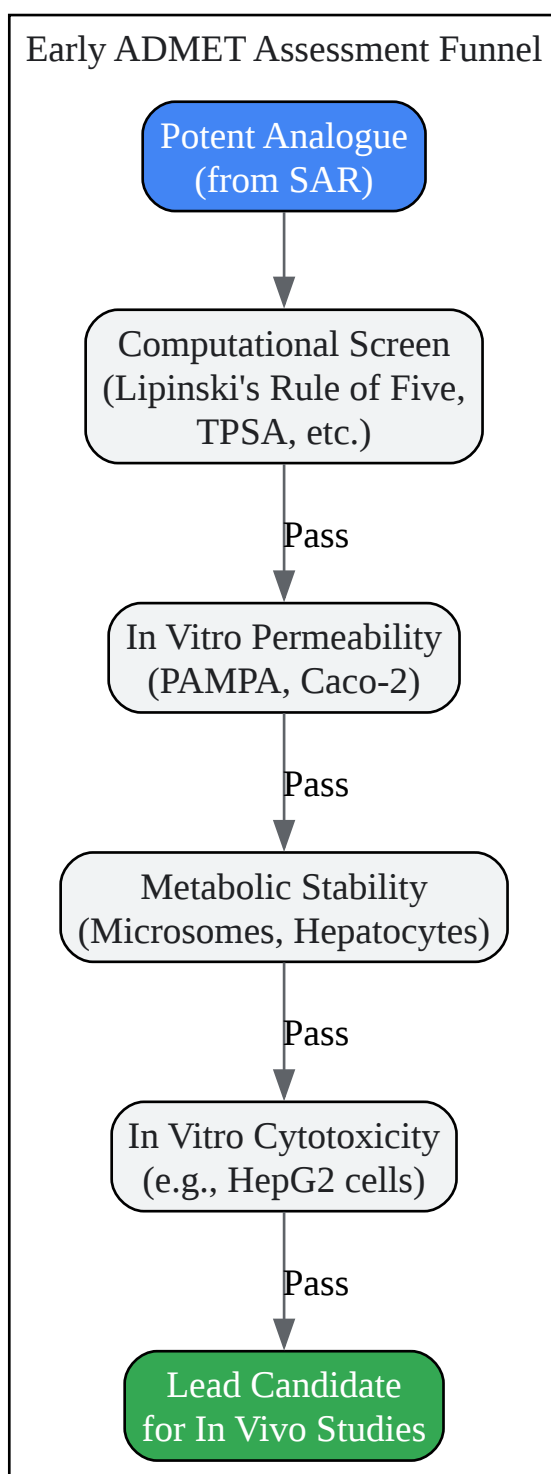 Early ADMET Assessment Funnel
Potent Analogue
(from SAR)
Computational Screen
(Lipinski's Rule of Five,
TPSA, etc.)
Pass
In Vitro Permeability
(PAMPA, Caco-2)
Pass
Metabolic Stability
(Microsomes, Hepatocytes)
Pass
In Vitro Cytotoxicity
(e.g., HepG2 cells)
Pass
Lead Candidate
for In Vivo Studies